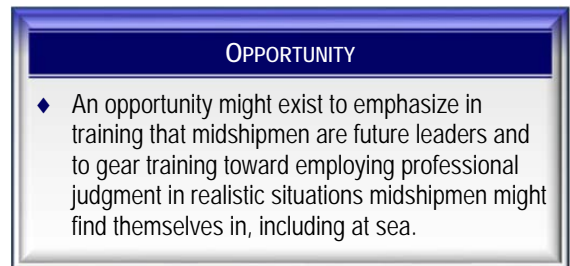 OPPORTUNITY
♦ An opportunity might exist to emphasize in
training that midshipmen are future leaders and
to gear training toward employing professional
judgment in realistic situations midshipmen might
find themselves in, including at sea.